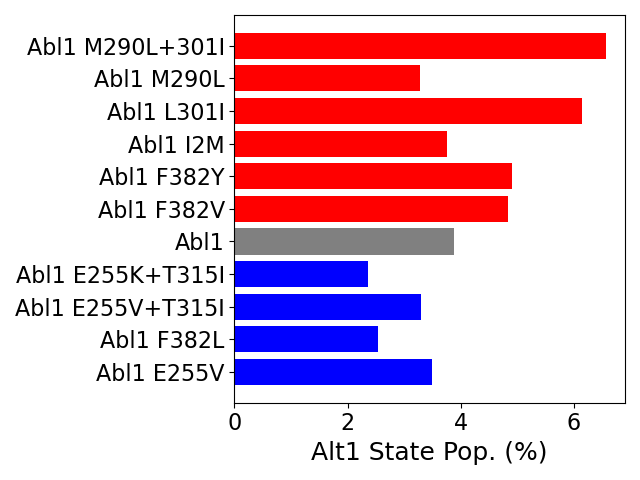 Abl1 M290L+301I
Abl1 M290L
Abl1 L301I
Abl1 I2M
Abl1 F382Y
Abl1 F382V
Abl1
Abl1 E255K+T315I
Abl1 E255V+T315I
Abl1 F382L
Abl1 E255V
0 2 4 6
Alt1 State Pop. (%)